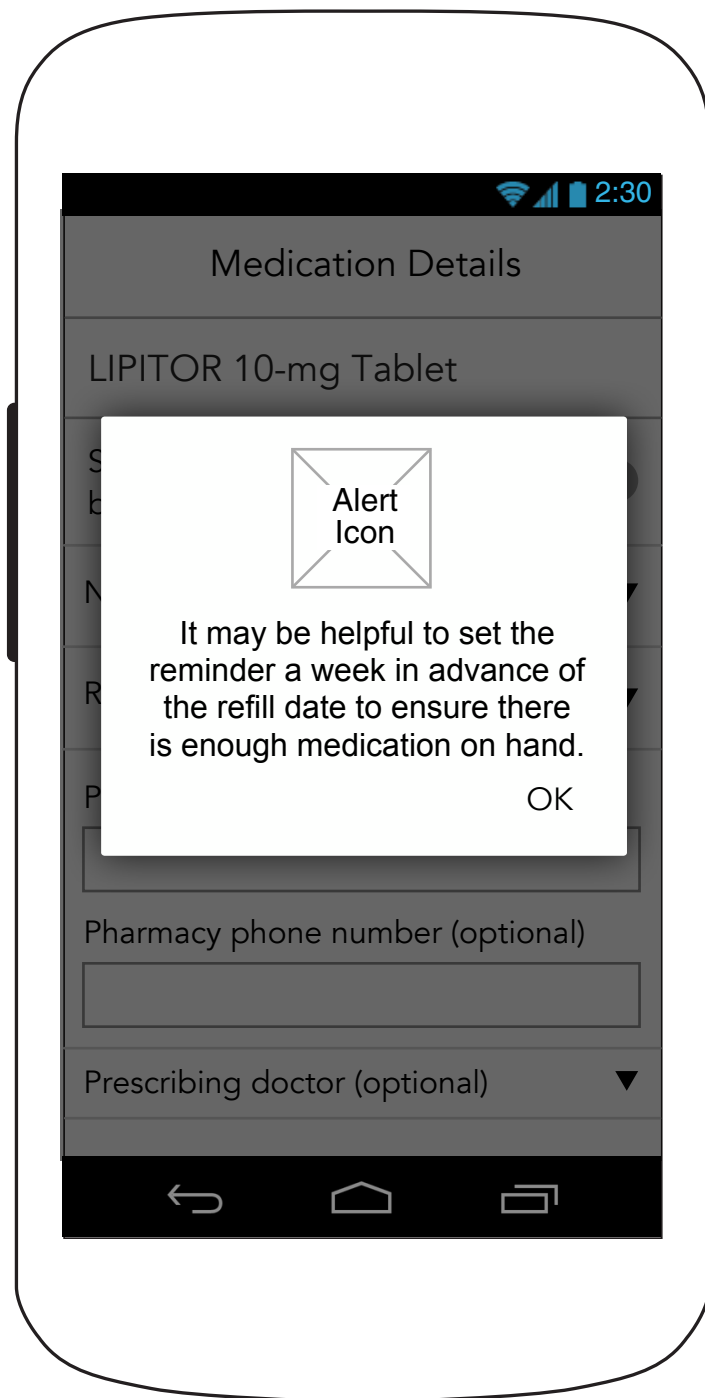 2:30
Medication Details
LIPITOR 10-mg Tablet
S
b
Alert
Icon
N
It may be helpful to set the
reminder a week in advance of
the refill date to ensure there
is enough medication on hand.
R
P
OK
Pharmacy phone number (optional)
Prescribing doctor (optional)